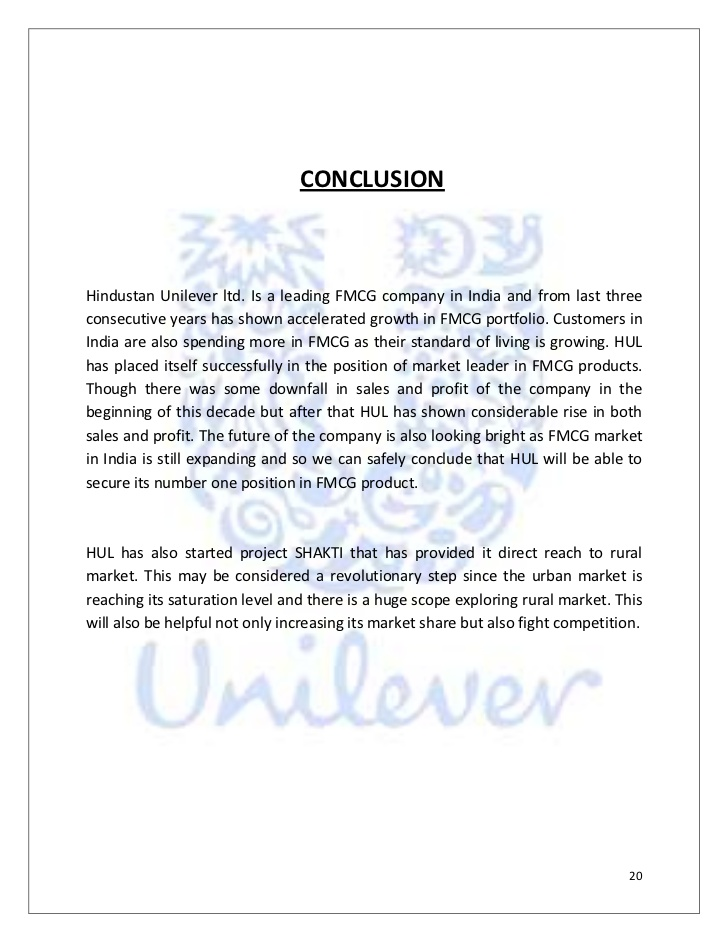 CONCLUSION
Hindustan Unilever ltd. Is a leading FMCG company in India and from last three
consecutive years has shown accelerated growth in FMCG portfolio. Customers in
India are also spending more in FMCG as their standard of living is growing. HUL
has placed itself successfully in the position of market leader in FMCG products.
Though there was some downfall in sales and profit of the company in the
beginning of this decade but after that HUL has shown considerable rise in both
sales and profit. The future of the company is also looking bright as FMCG market
in India is still expanding and so we can safely conclude that HUL will be able to
secure its number one position in FMCG product.
HUL has also started project SHAKTI that has provided it direct reach to rural
market. This may be considered a revolutionary step since the urban market is
reaching its saturation level and there is a huge scope exploring rural market. This
will also be helpful not only increasing its market share but also fight competition.
Unilever
20